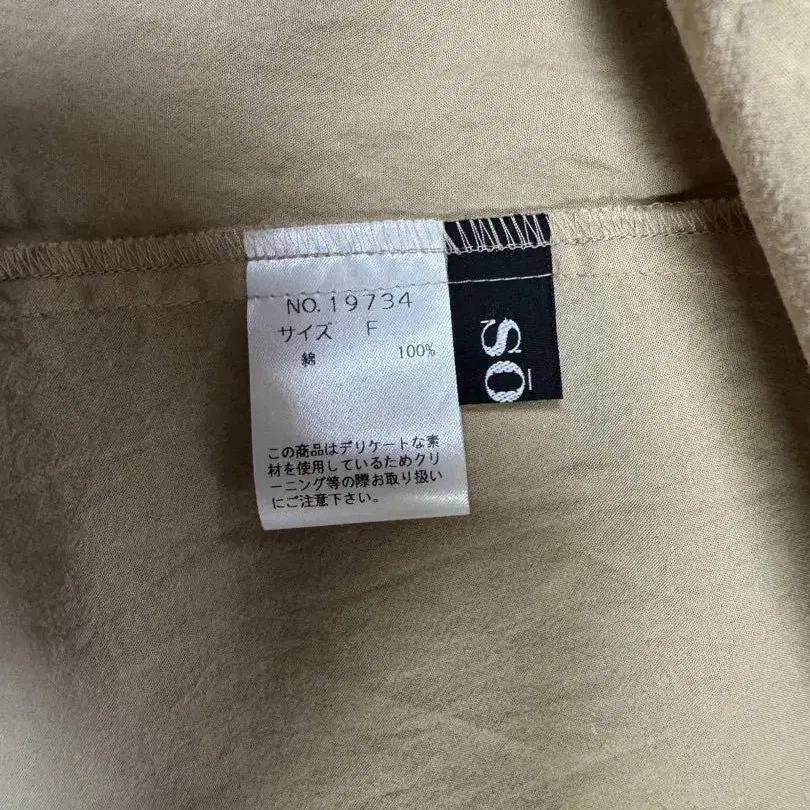 NO.19734
サイズ F
綿 100%
この商品はデリケートな素
材を使用しているためクリ
ーニング等の際お取り扱い
にご注意下さい。
sō